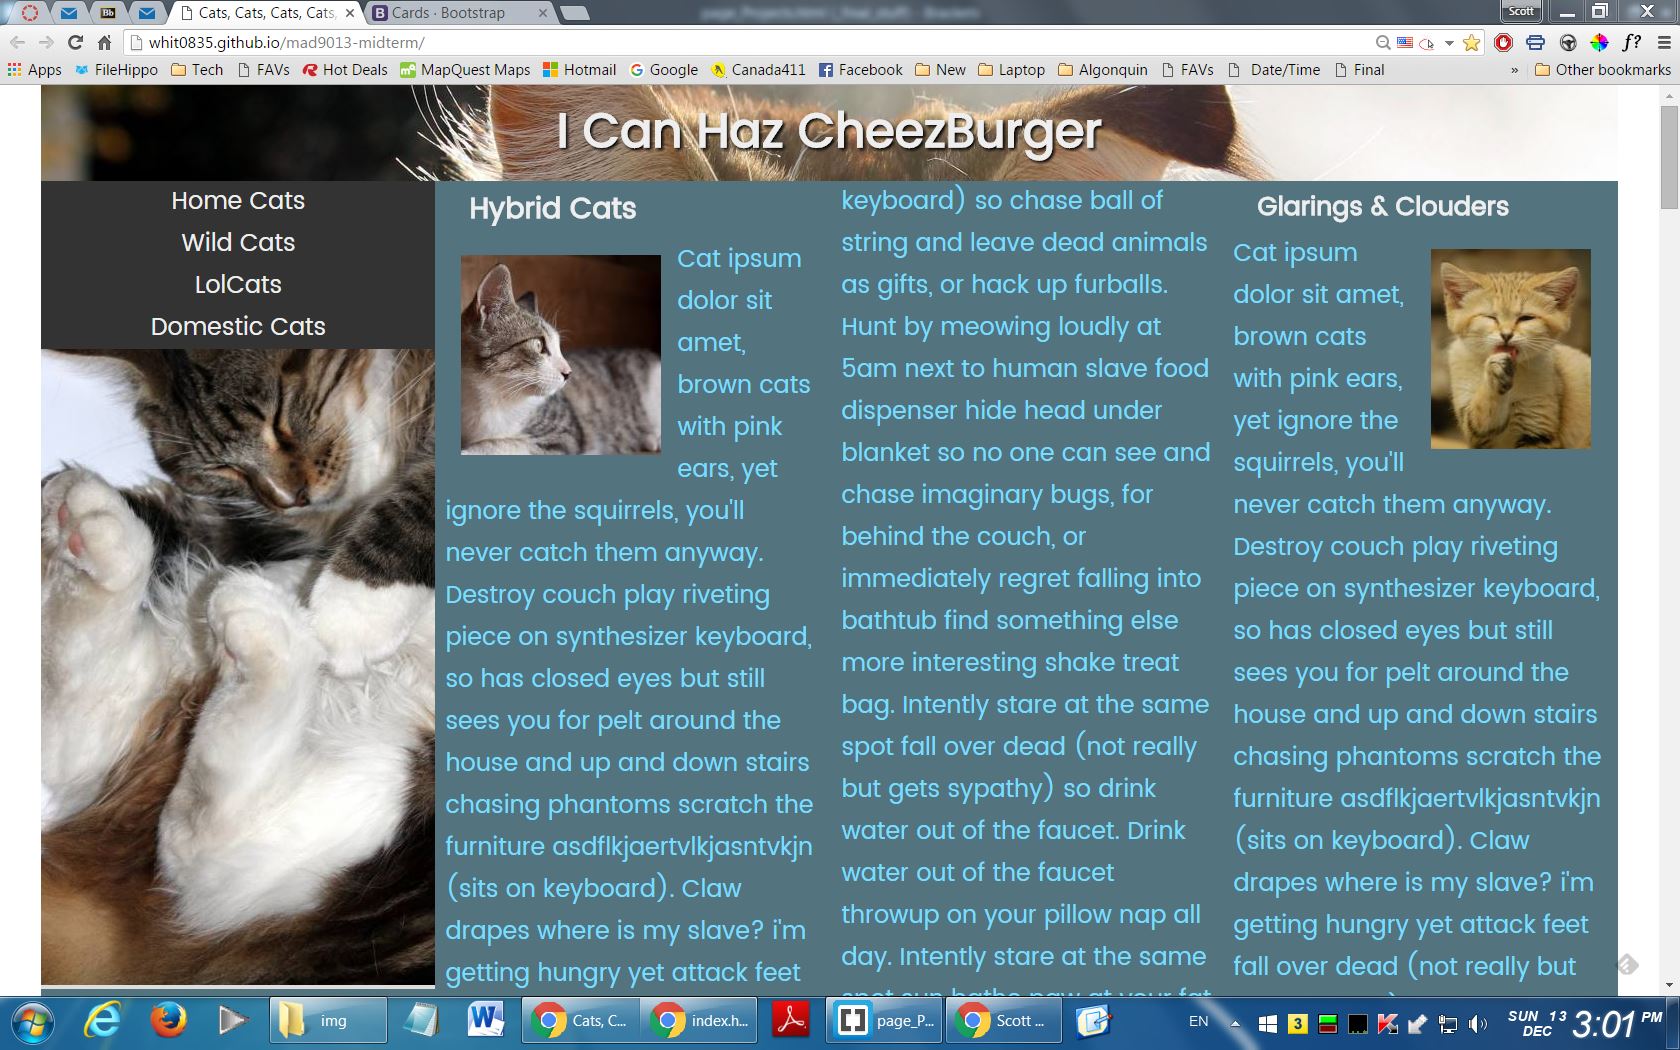 Cats, Cats, Cats, Cats,
Cards · Bootstrap
Scott
whit0835.github.io/mad9013-midterm/
f?
Apps
FileHippo
Tech
FAVs
Hot Deals
MapQuest Maps
Hotmail
Google
Canada411
Facebook
New
Laptop
Algonquin
FAVs
Date/Time
Final
»
Other bookmarks
I Can Haz CheezBurger
Home Cats
Wild Cats
LolCats
Domestic Cats
Hybrid Cats
Cat ipsum
dolor sit
amet,
brown cats
with pink
ears, yet
ignore the squirrels, you'll
never catch them anyway.
Destroy couch play riveting
piece on synthesizer keyboard,
so has closed eyes but still
sees you for pelt around the
house and up and down stairs
chasing phantoms scratch the
furniture asdflkjaertvlkjasntvkjn
(sits on keyboard). Claw
drapes where is my slave? i'm
getting hungry yet attack feet
keyboard) so chase ball of
string and leave dead animals
as gifts, or hack up furballs.
Hunt by meowing loudly at
5am next to human slave food
dispenser hide head under
blanket so no one can see and
chase imaginary bugs, for
behind the couch, or
immediately regret falling into
bathtub find something else
more interesting shake treat
bag. Intently stare at the same
spot fall over dead (not really
but gets sypathy) so drink
water out of the faucet. Drink
water out of the faucet
throwup on your pillow nap all
day. Intently stare at the same
spot sun bathe paw at your fat
Glarings & Clouders
Cat ipsum
dolor sit amet,
brown cats
with pink ears,
yet ignore the
squirrels, you'll
never catch them anyway.
Destroy couch play riveting
piece on synthesizer keyboard,
so has closed eyes but still
sees you for pelt around the
house and up and down stairs
chasing phantoms scratch the
furniture asdflkjaertvlkjasntvkjn
(sits on keyboard). Claw
drapes where is my slave? i'm
getting hungry yet attack feet
fall over dead (not really but
img
Cats, C...
index.h...
page_P...
Scott ...
EN
3
SUN 13
DEC
3:01 PM